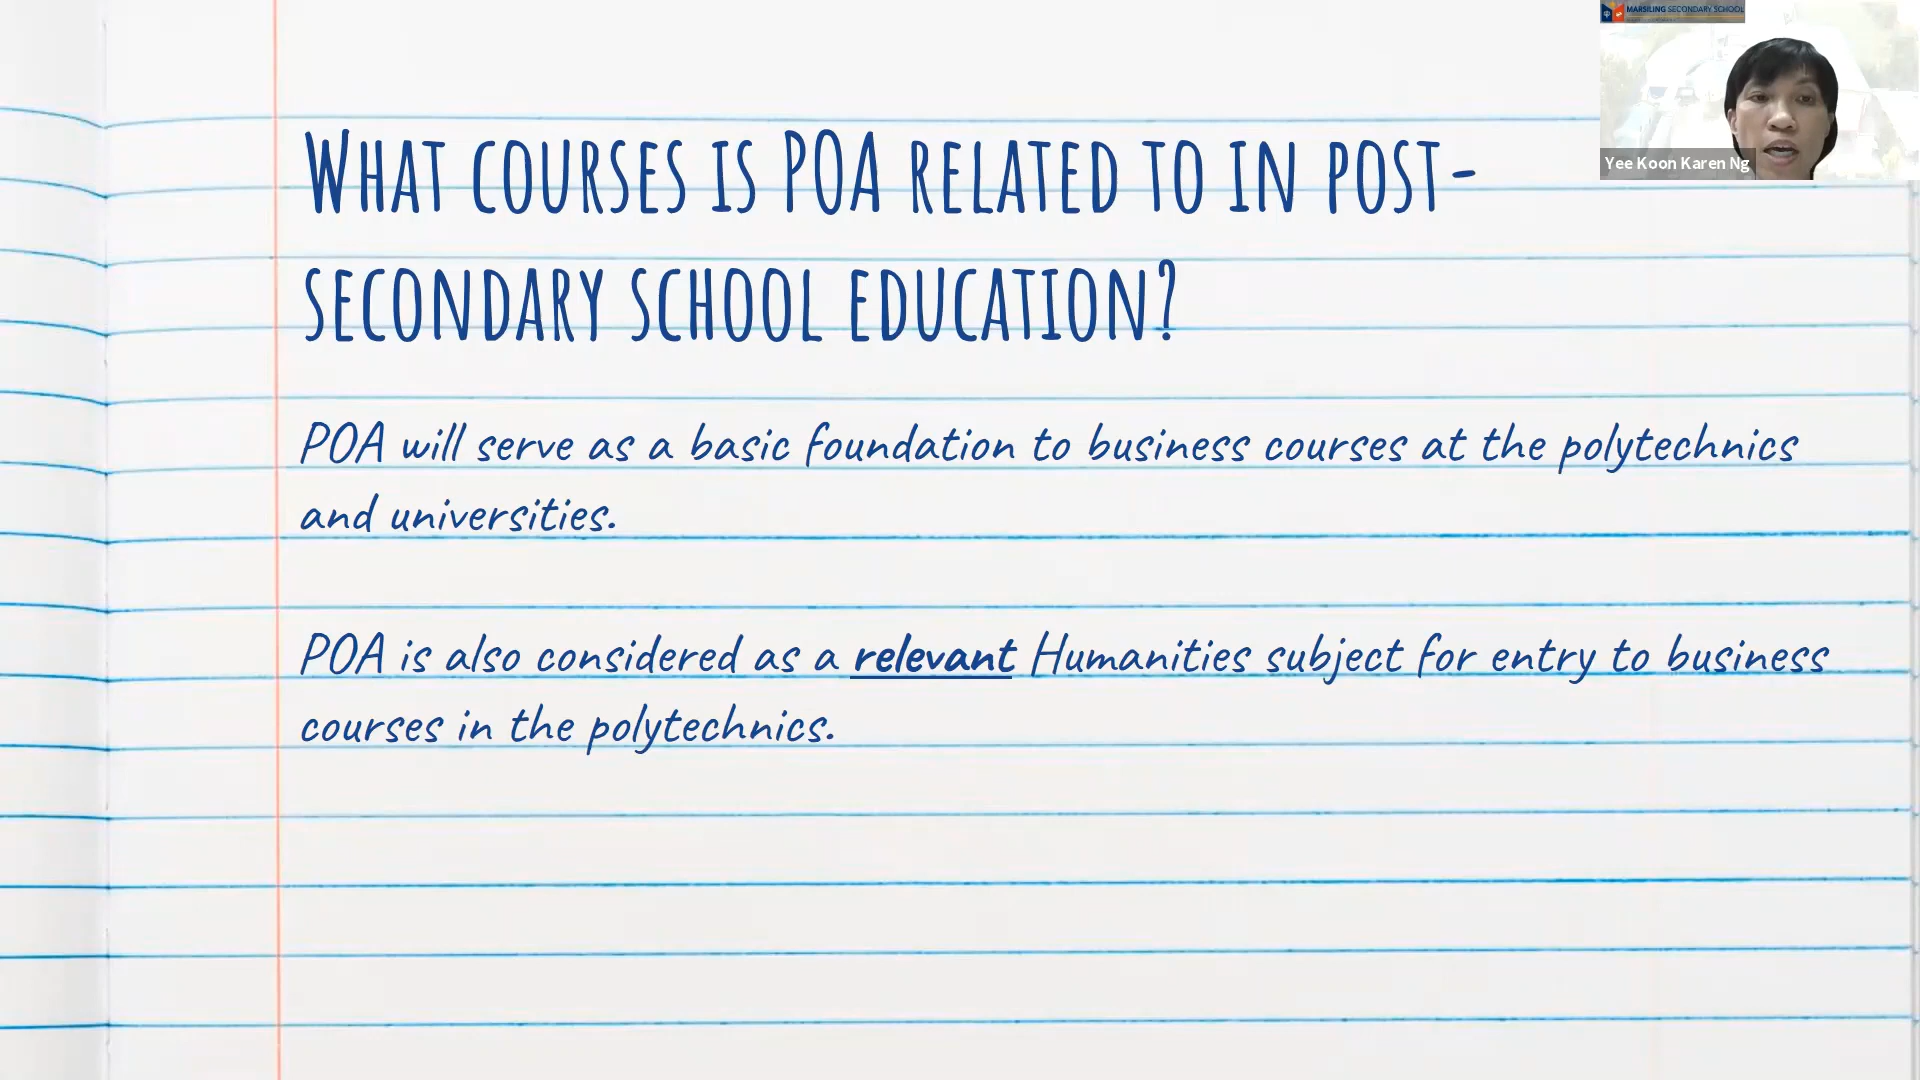 MARSILING SECONDARY SCHOOL
Yee Koon Karen Ng
WHAT COURSES IS POA RELATED TO IN POST-
SECONDARY SCHOOL EDUCATION?
POA will serve as a basic foundation to business courses at the polytechnics
and universities.
POA is also considered as a relevant Humanities subject for entry to business
courses in the polytechnics.